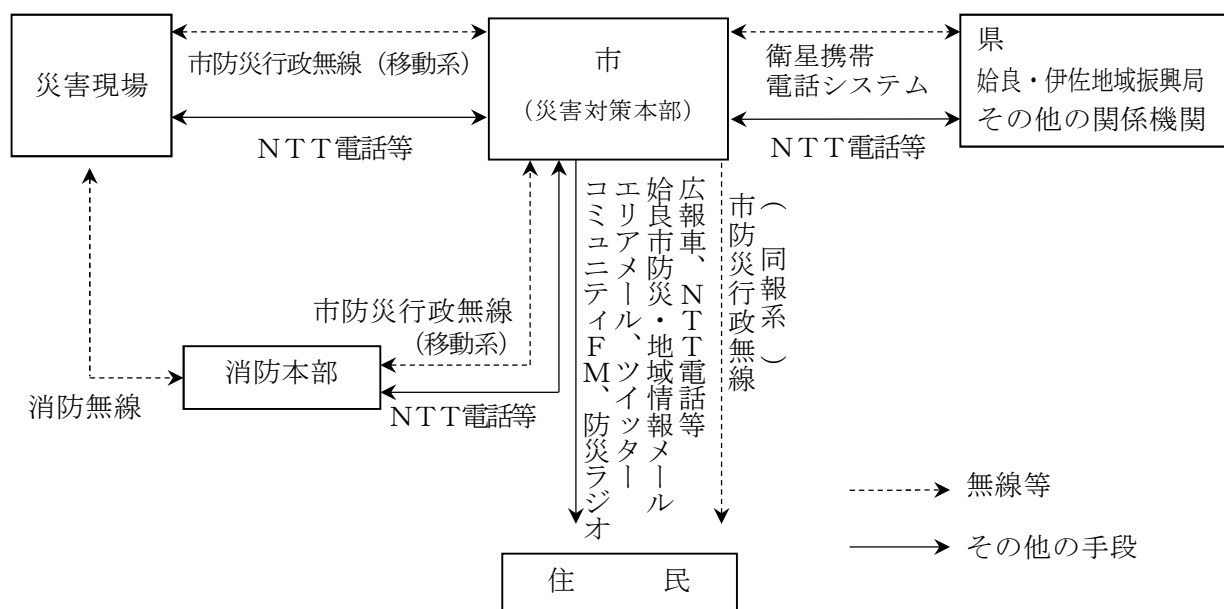 災害現場
市防災行政無線（移動系）
ＮＴＴ電話等
市
（災害対策本部）
衛星携帯
電話システム
ＮＴＴ電話等
県
姶良・伊佐地域振興局
その他の関係機関
市防災行政無線
（移動系）
消防本部
ＮＴＴ電話等
消防無線
（同報系）
市防災行政無線
広報車、ＮＴＴ電話等
姶良市防災・地域情報メール
エリアメール、ツイッター
コミュニティＦＭ、防災ラジオ
無線等
その他の手段
住　　民